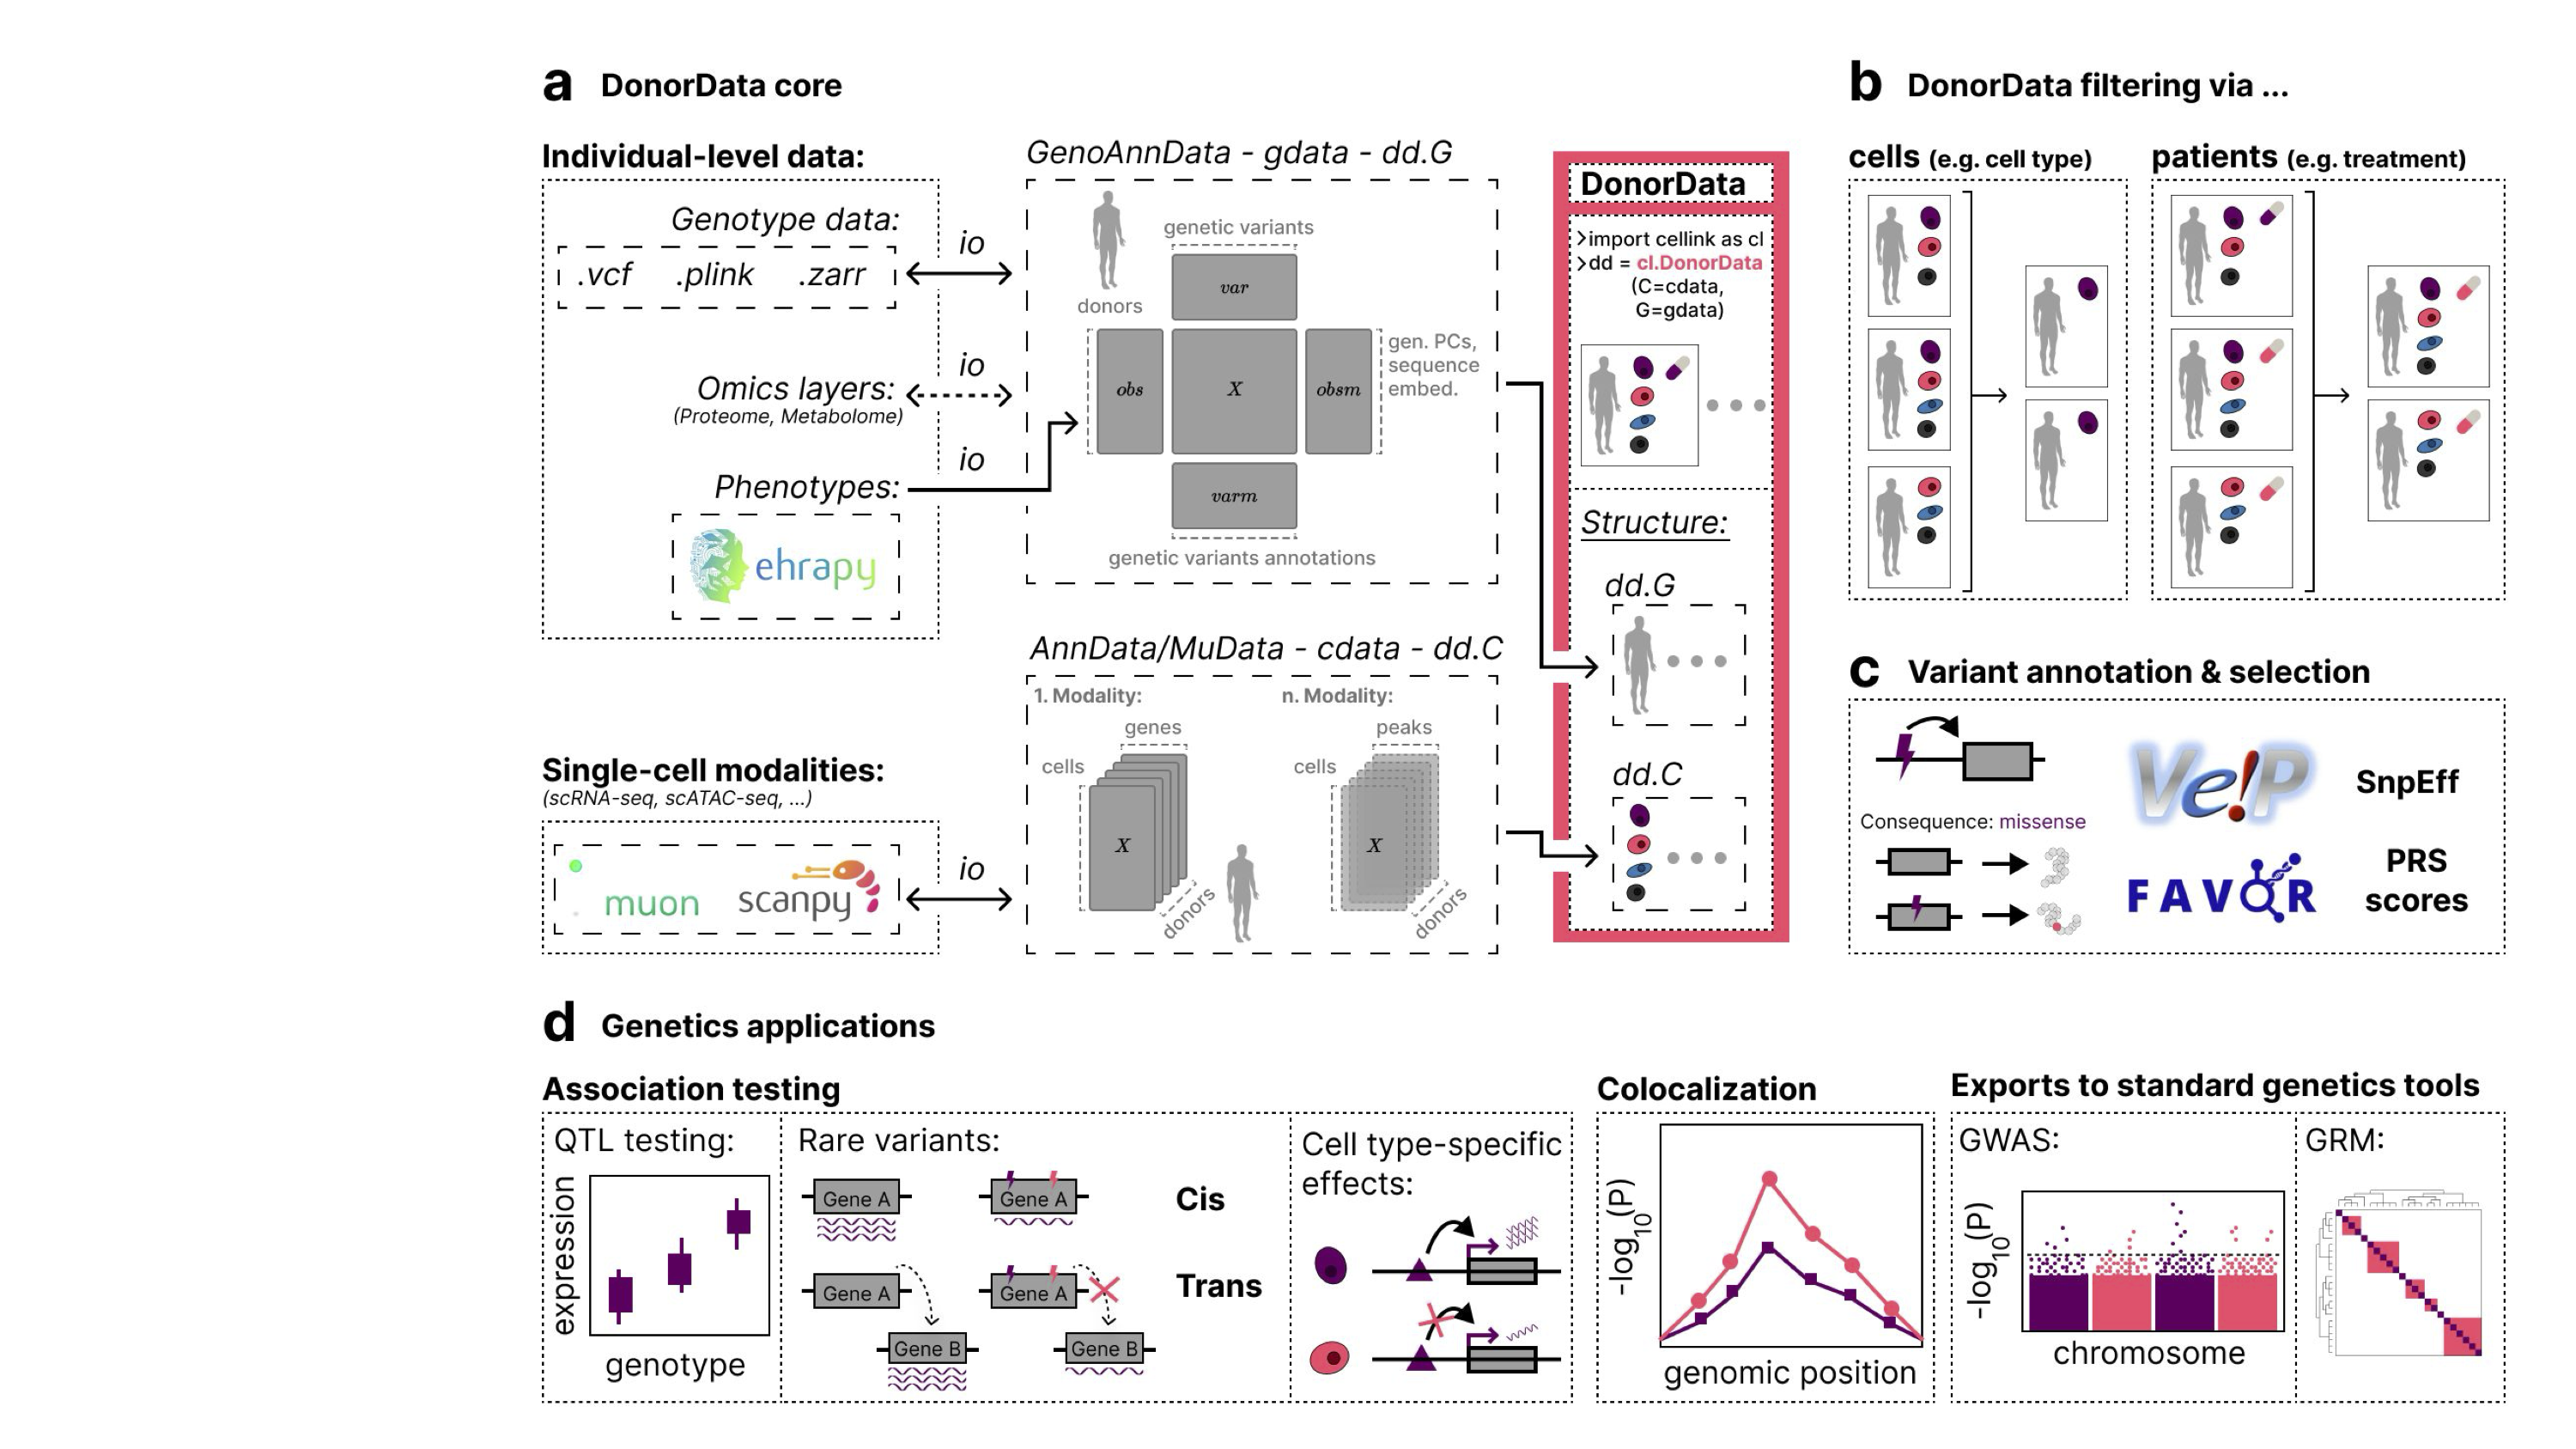 a DonorData core
Individual-level data:
Genotype data:
.vcf .plink .zarr
io
Omics layers:
(Proteome, Metabolome)
io
Phenotypes:
io
ehrapy
Single-cell modalities:
(scRNA-seq, scATAC-seq, ...)
muon scanpy
io
GenoAnnData - gdata - dd.G
donors
genetic variants
var
obs
X
obsm
gen. PCs,
sequence
embed.
varm
genetic variants annotations
AnnData/MuData - cdata - dd.C
1. Modality:
genes
cells
X
donors
n. Modality:
peaks
cells
X
donors
DonorData
>import cellink as cl
>dd = cl.DonorData
(C=cdata,
G=gdata)
Structure:
dd.G
dd.C
b DonorData filtering via ...
cells (e.g. cell type)
patients (e.g. treatment)
c Variant annotation & selection
Consequence: missense
Ve!P
SnpEff
FAVOR
PRS
scores
d Genetics applications
Association testing
QTL testing:
expression
genotype
Rare variants:
Gene A
Gene A
Cis
Gene A
Gene A
Trans
Gene B
Gene B
Cell type-specific
effects:
Colocalization
-log10(P)
genomic position
Exports to standard genetics tools
GWAS:
-log10(P)
chromosome
GRM: